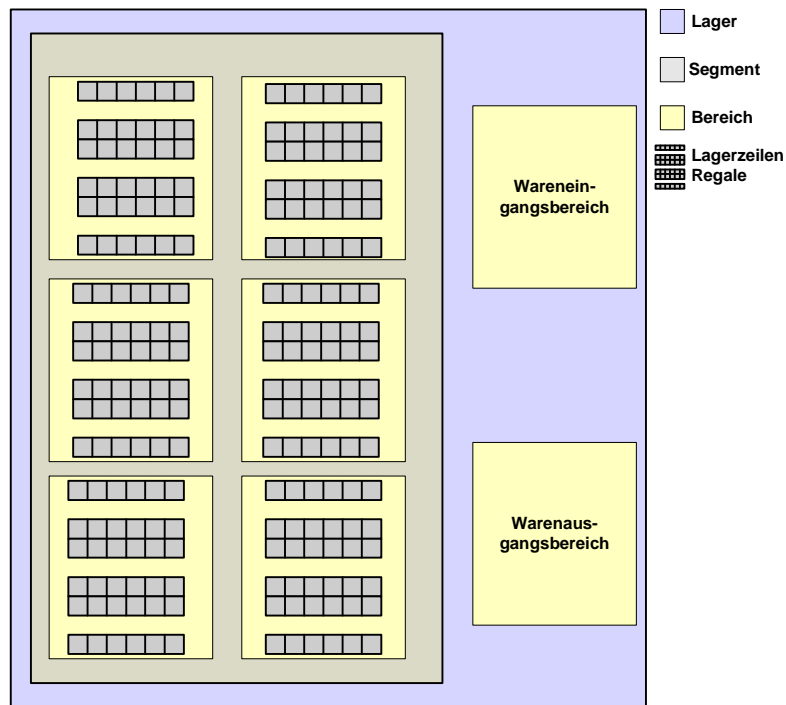 Lager
Segment
Bereich
Lagerzeilen
Regale
Warenein-
gangsbereich
Warenaus-
gangsbereich